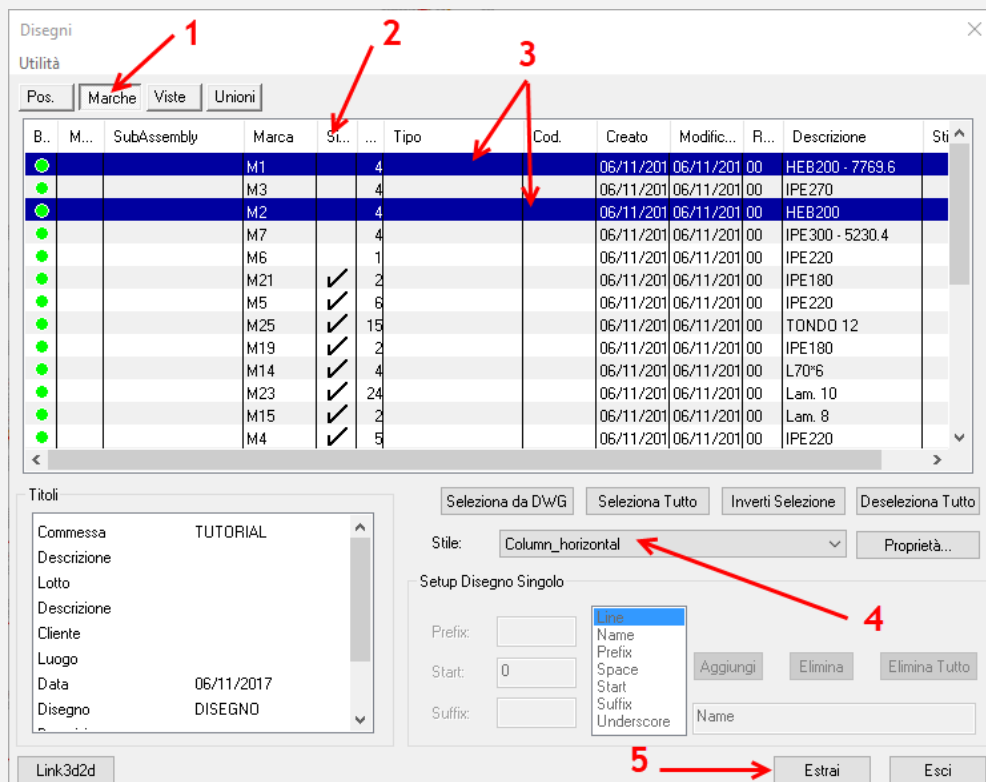 Disegni
1 2 3
Utilità
Pos. Marche Viste Unioni
B.. M... SubAssembly Marca Si... ... Tipo Cod. Creato Modific... R... Descrizione Sti
M1 4 06/11/201 06/11/201 00 HEB200 - 7769.6
M3 4 06/11/201 06/11/201 00 IPE270
M2 4 06/11/201 06/11/201 00 HEB200
M7 4 06/11/201 06/11/201 00 IPE300 - 5230.4
M6 1 06/11/201 06/11/201 00 IPE220
M21 2 06/11/201 06/11/201 00 IPE180
M5 6 06/11/201 06/11/201 00 IPE220
M25 15 06/11/201 06/11/201 00 TONDO 12
M19 2 06/11/201 06/11/201 00 IPE180
M14 4 06/11/201 06/11/201 00 L70*6
M23 24 06/11/201 06/11/201 00 Lam. 10
M15 2 06/11/201 06/11/201 00 Lam. 8
M4 5 06/11/201 06/11/201 00 IPE220
Titoli
Commessa TUTORIAL
Descrizione
Lotto
Descrizione
Cliente
Luogo
Data 06/11/2017
Disegno DISEGNO
Seleziona da DWG Seleziona Tutto Inverti Selezione Deseleziona Tutto
Stile: Column_horizontal Proprietà...
4
Setup Disegno Singolo
Prefix:
Start: 0
Suffix:
Line
Name
Prefix
Space
Start
Suffix
Underscore
Aggiungi Elimina Elimina Tutto
Name
5
Link3d2d Estrai Esci